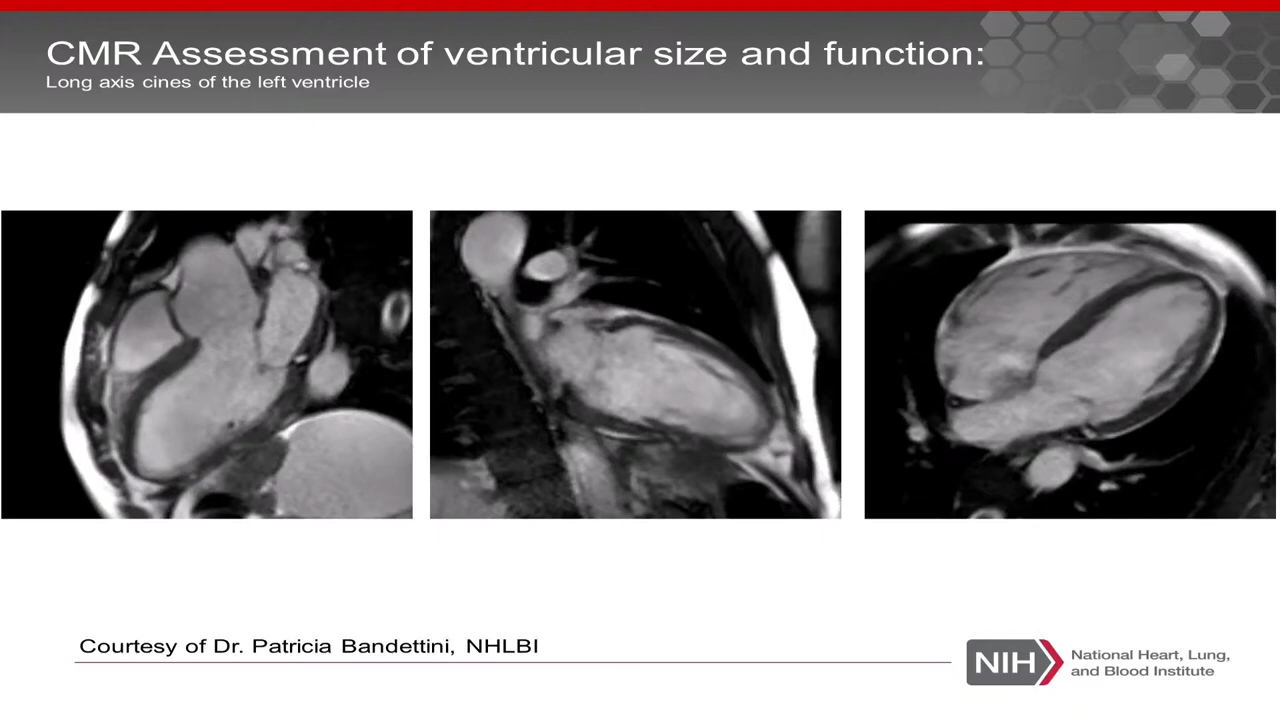 CMR Assessment of ventricular size and function:
Long axis cines of the left ventricle
Courtesy of Dr. Patricia Bandettini, NHLBI
NIH
National Heart, Lung,
and Blood Institute